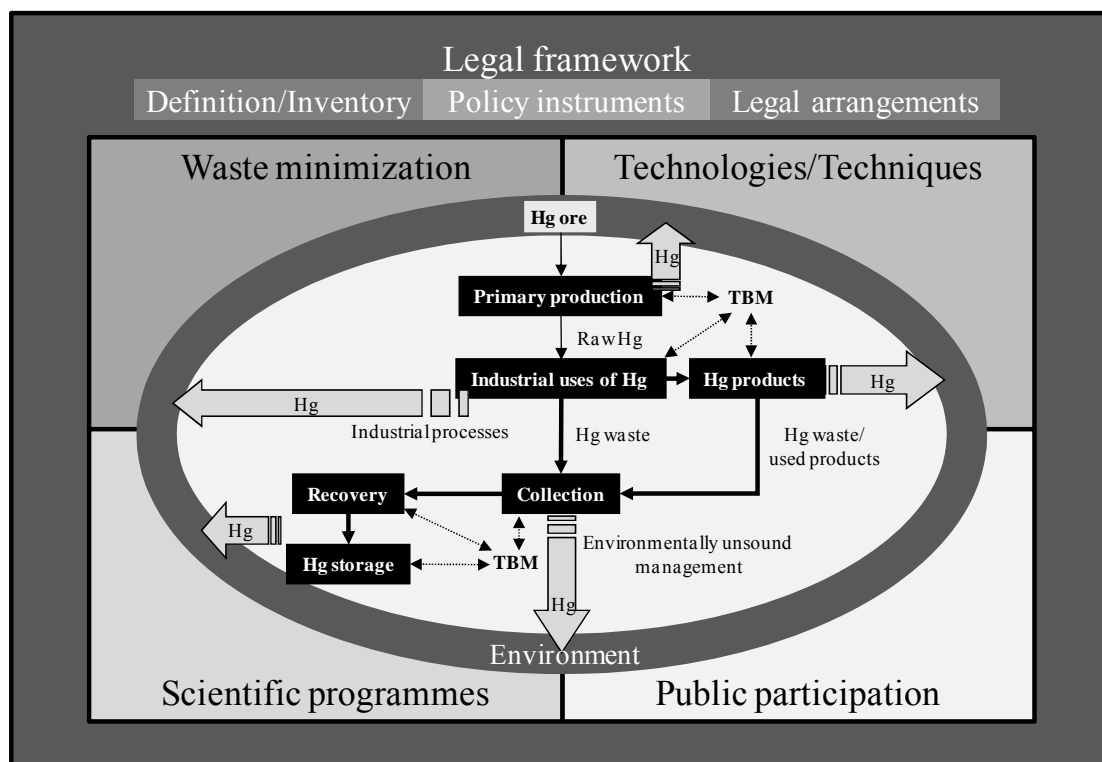 Legal framework
Definition/Inventory Policy instruments Legal arrangements
Waste minimization
Technologies/Techniques
Hg ore
Hg
Primary production
TBM
Raw Hg
Industrial uses of Hg
Hg products
Hg
Hg
Industrial processes
Hg waste
Hg waste/
used products
Recovery
Collection
Hg
Hg storage
TBM
Environmentally unsound
management
Hg
Environment
Scientific programmes
Public participation